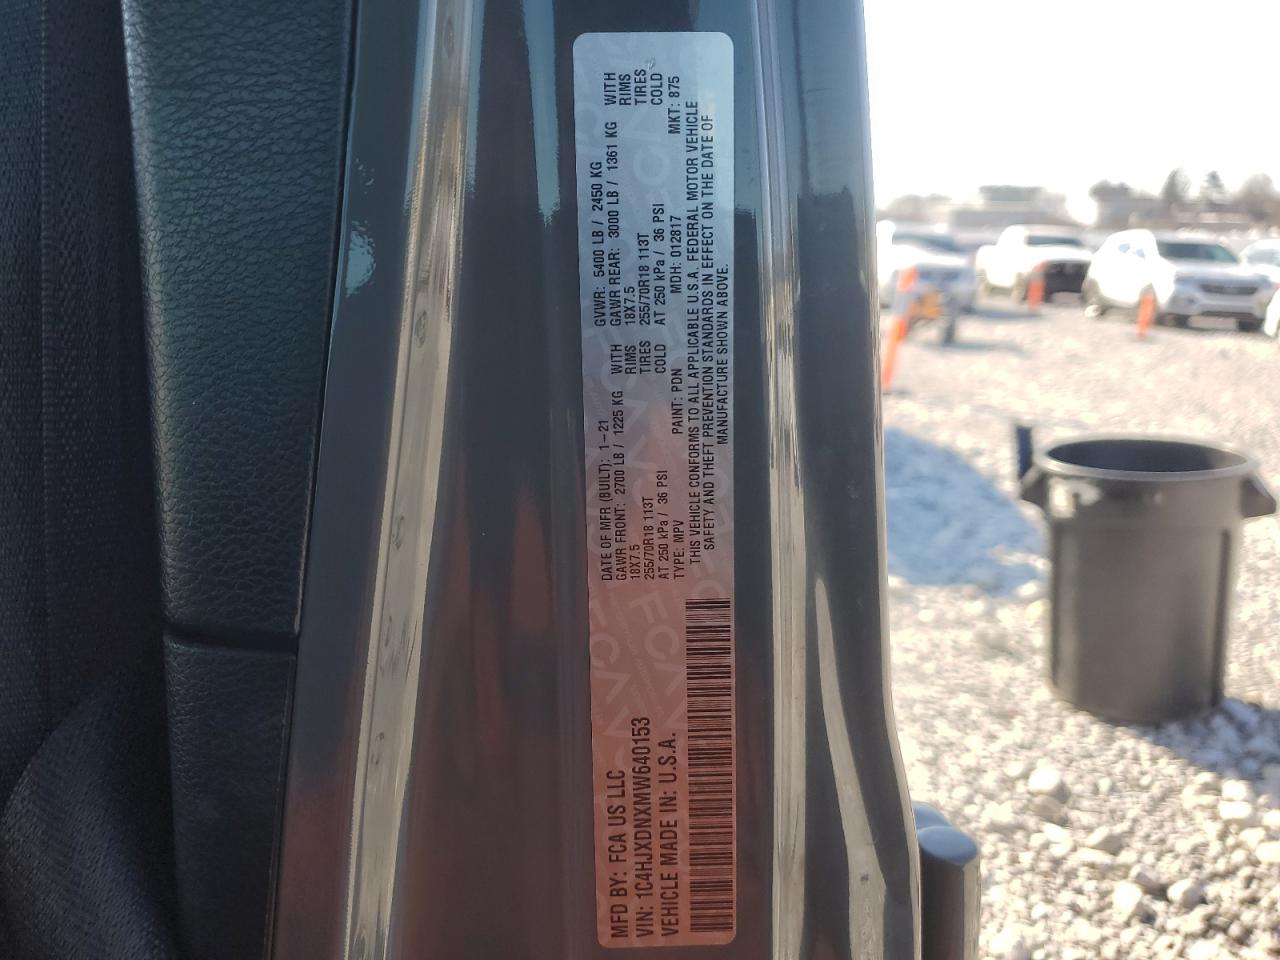 MFD BY: FCA US LLC
VIN: 1C4HJXDNXMW640153
VEHICLE MADE IN: U.S.A.
DATE OF MFR (BUILT): 1-21 GVWR: 5400 LB / 2450 KG
GAWR FRONT: 2700 LB / 1225 KG WITH GAWR REAR: 3000 LB / 1361 KG WITH
18X7.5 RIMS 18X7.5 RIMS
255/70R18 113T TIRES 255/70R18 113T TIRES
AT 250 kPa / 36 PSI COLD AT 250 kPa / 36 PSI COLD
TYPE: MPV PAINT: PDN MDH: 012817 MKT: 875
THIS VEHICLE CONFORMS TO ALL APPLICABLE U.S.A. FEDERAL MOTOR VEHICLE
SAFETY AND THEFT PREVENTION STANDARDS IN EFFECT ON THE DATE OF
MANUFACTURE SHOWN ABOVE.